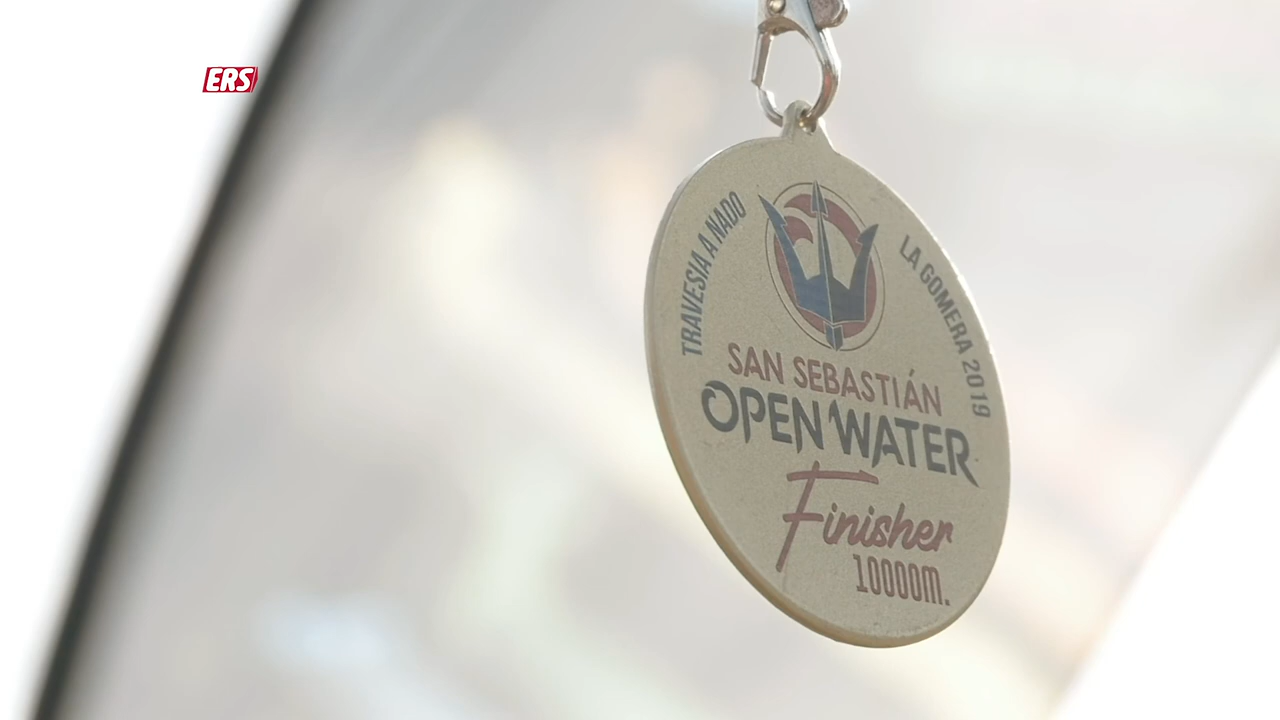 ERS
TRAVESIA A NADO
LA GOMERA 2019
SAN SEBASTIÁN
OPEN WATER
Finisher
10000m.